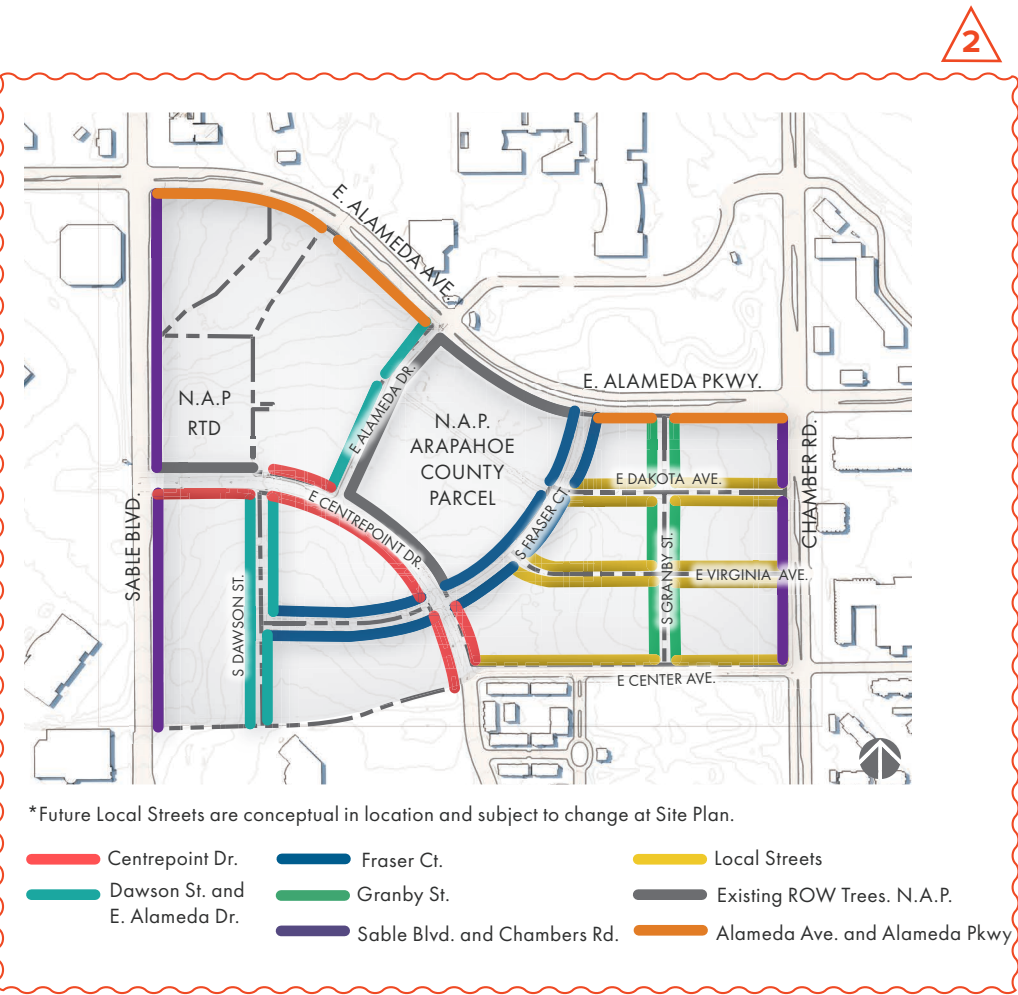 2
E. ALAMEDA AVE.
E. ALAMEDA PKWY.
N.A.P
RTD
E ALAMEDA DR.
N.A.P.
ARAPAHOE
COUNTY
PARCEL
E DAKOTA AVE.
CHAMBER RD.
SABLE BLVD.
E CENTREPOINT DR.
S FRASER CT.
S GRANBY ST.
E VIRGINIA AVE.
S DAWSON ST.
E CENTER AVE.
*Future Local Streets are conceptual in location and subject to change at Site Plan.
Centrepoint Dr.
Dawson St. and
E. Alameda Dr.
Fraser Ct.
Granby St.
Sable Blvd. and Chambers Rd.
Local Streets
Existing ROW Trees. N.A.P.
Alameda Ave. and Alameda Pkwy